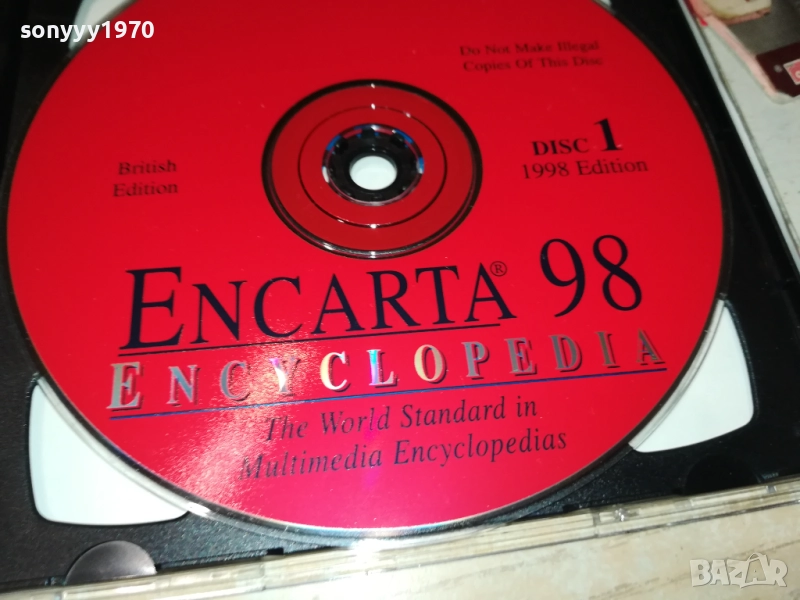 sonyyy1970
Do Not Make Illegal
Copies Of This Disc
British
Edition
DISC 1
1998 Edition
ENCARTA® 98
ENCYCLOPEDIA
The World Standard in
Multimedia Encyclopedias
BAZAR